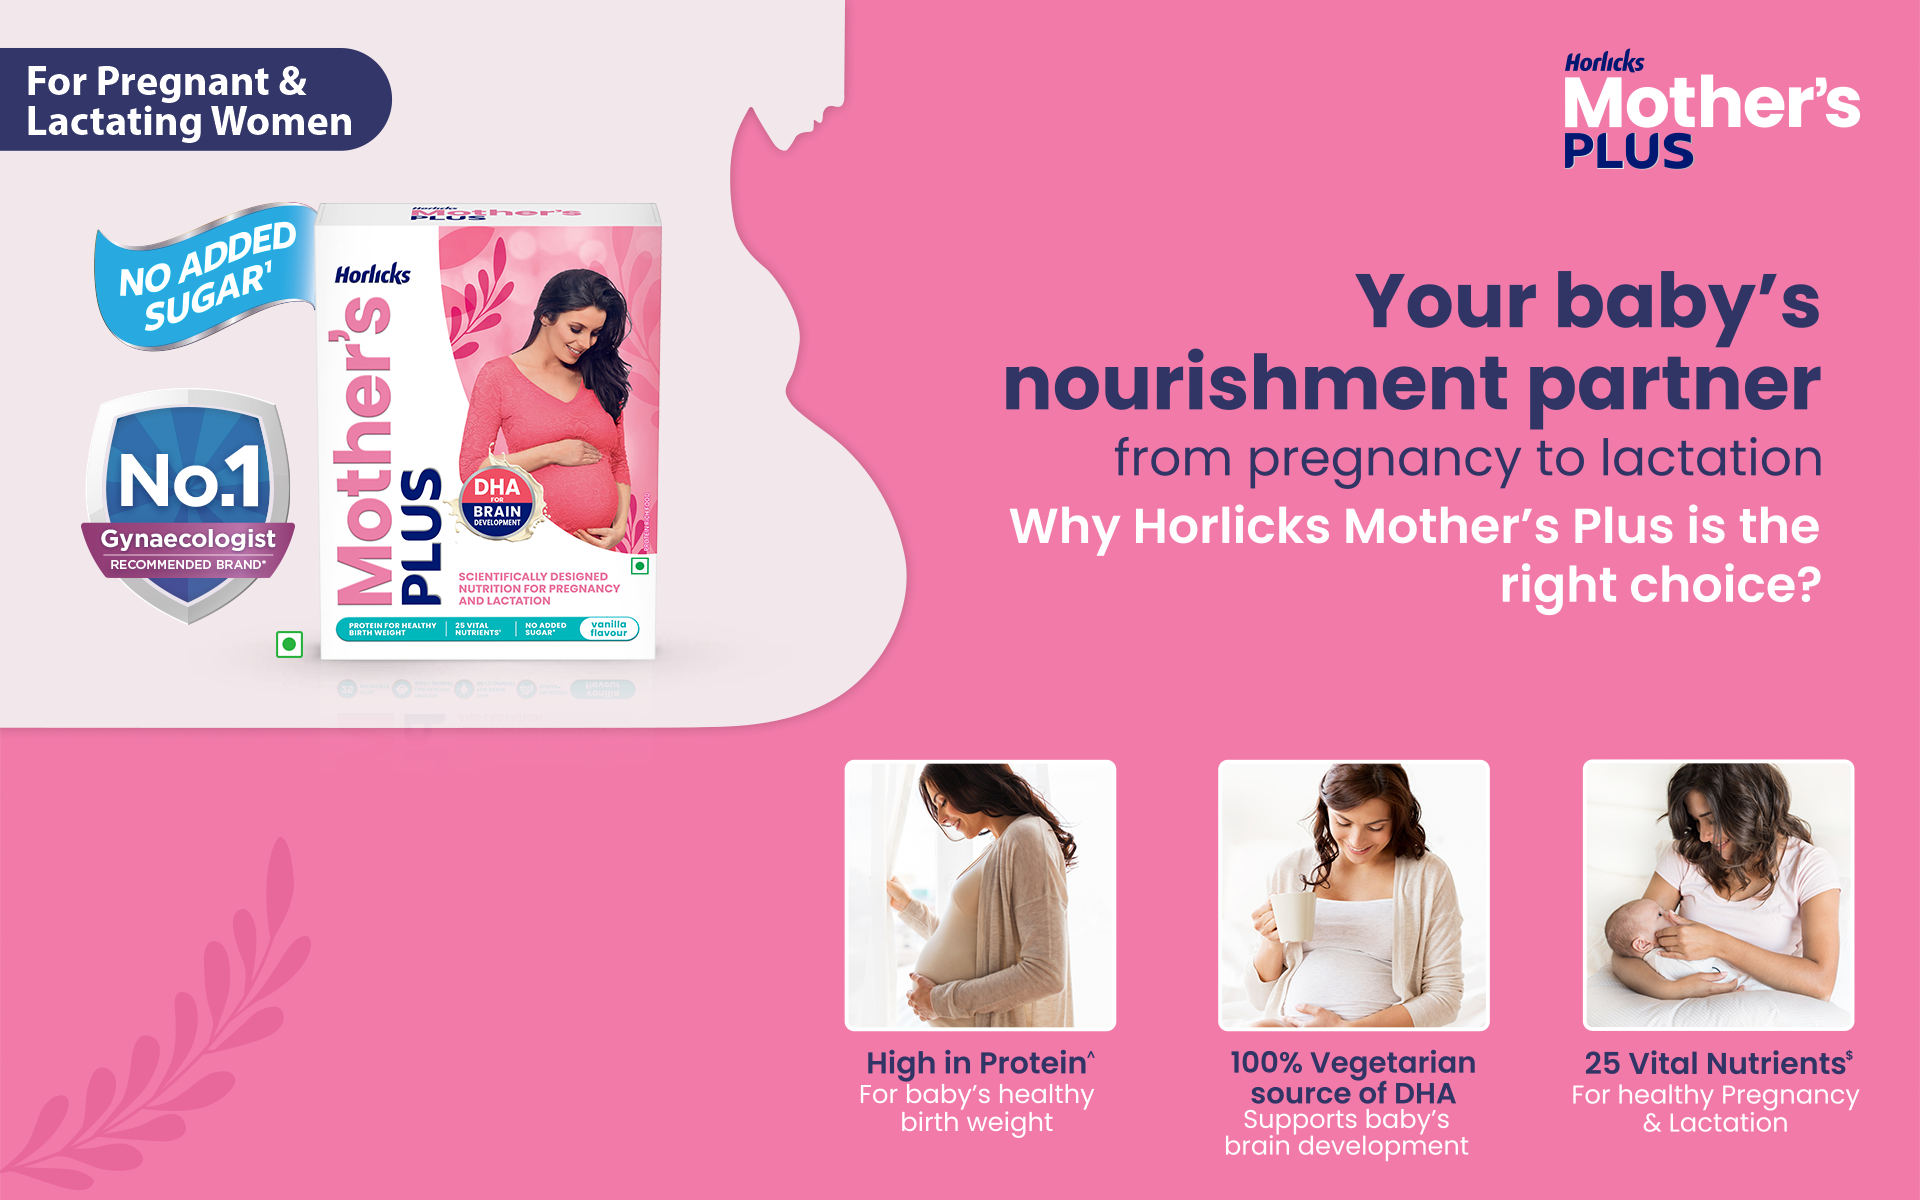 For Pregnant &
Lactating Women
NO ADDED
SUGAR¹
No.1
Gynaecologist
RECOMMENDED BRAND*
Horlicks
Mother's
PLUS
Horlicks
Mother's
PLUS
DHA
FOR
BRAIN
DEVELOPMENT
SCIENTIFICALLY DESIGNED
NUTRITION FOR PREGNANCY
AND LACTATION
PROTEIN FOR HEALTHY
BIRTH WEIGHT
25 VITAL
NUTRIENTS
NO ADDED
SUGAR
vanilla
flavour
Horlicks
Mother's
PLUS
Your baby's
nourishment partner
from pregnancy to lactation
Why Horlicks Mother's Plus is the
right choice?
High in Protein^
For baby's healthy
birth weight
100% Vegetarian
source of DHA
Supports baby's
brain development
25 Vital Nutrients$
For healthy Pregnancy
& Lactation